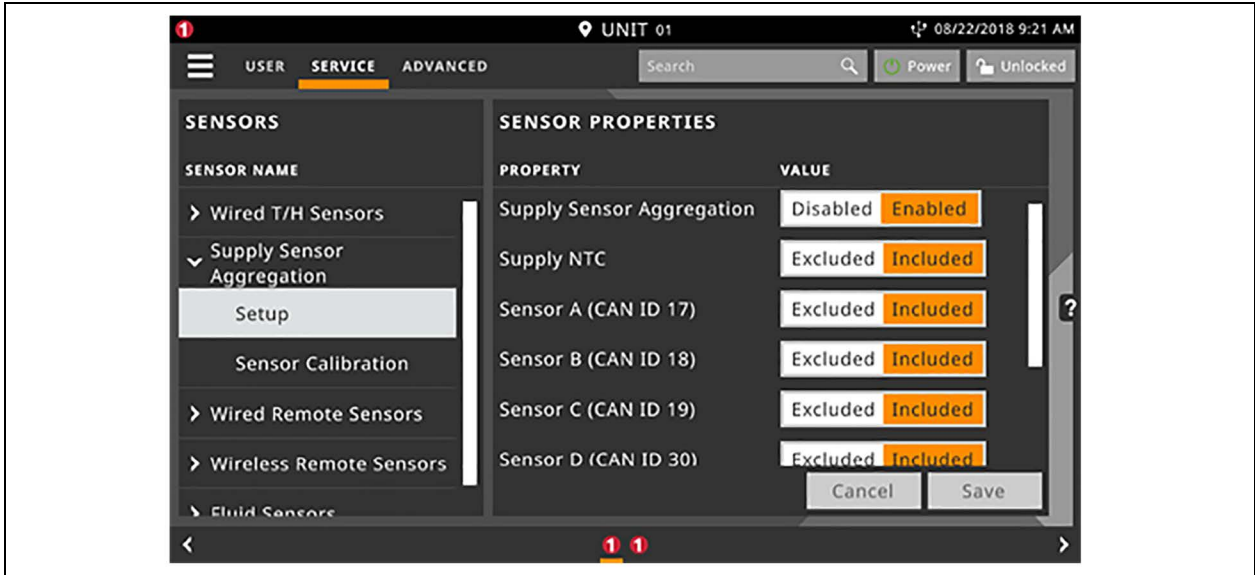 1 UNIT 01 08/22/2018 9:21 AM
USER SERVICE ADVANCED Search Power Unlocked
SENSORS
SENSOR NAME
Wired T/H Sensors
Supply Sensor
Aggregation
Setup
Sensor Calibration
Wired Remote Sensors
Wireless Remote Sensors
Fluid Sensors
SENSOR PROPERTIES
PROPERTY VALUE
Supply Sensor Aggregation Disabled Enabled
Supply NTC Excluded Included
Sensor A (CAN ID 17) Excluded Included
Sensor B (CAN ID 18) Excluded Included
Sensor C (CAN ID 19) Excluded Included
Sensor D (CAN ID 30) Excluded Included
Cancel Save
?
1 1